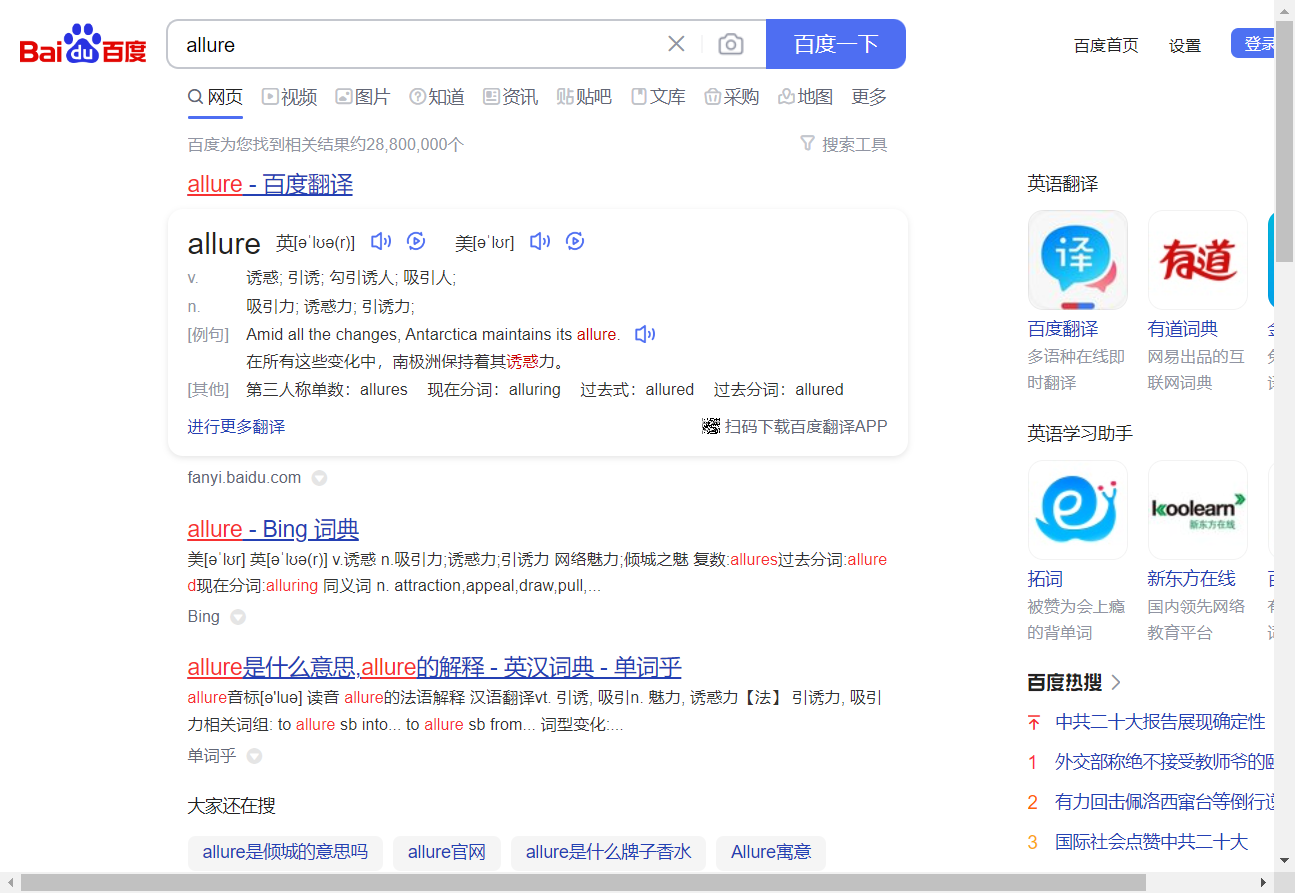 Bai du 百度
allure
百度一下
百度首页 设置 登录
网页 视频 图片 知道 资讯 贴吧 文库 采购 地图 更多
百度为您找到相关结果约28,800,000个
搜索工具
allure - 百度翻译
allure 英[əˈlʊə(r)] 美[əˈlʊr]
v. 诱惑; 引诱; 勾引诱人; 吸引人;
n. 吸引力; 诱惑力; 引诱力;
[例句] Amid all the changes, Antarctica maintains its allure.
在所有这些变化中，南极洲保持着其诱惑力。
[其他] 第三人称单数：allures 现在分词：alluring 过去式：allured 过去分词：allured
进行更多翻译
扫码下载百度翻译APP
fanyi.baidu.com
allure - Bing 词典
美[əˈlʊr] 英[əˈlʊə(r)] v.诱惑 n.吸引力;诱惑力;引诱力 网络魅力;倾城之魅 复数:allures过去分词:allure
d现在分词:alluring 同义词 n. attraction,appeal,draw,pull,...
Bing
allure是什么意思,allure的解释 - 英汉词典 - 单词乎
allure音标[ə'luə] 读音 allure的法语解释 汉语翻译vt. 引诱, 吸引n. 魅力, 诱惑力【法】 引诱力, 吸引
力相关词组: to allure sb into... to allure sb from... 词型变化:...
单词乎
大家还在搜
allure是倾城的意思吗 allure官网 allure是什么牌子香水 Allure寓意
英语翻译
译
有道
百度翻译 有道词典
多语种在线即 网易出品的互
时翻译 联网词典
英语学习助手
koolearn
新东方在线
拓词 新东方在线
被赞为会上瘾 国内领先网络
的背单词 教育平台
百度热搜
中共二十大报告展现确定性
1 外交部称绝不接受教师爷的
2 有力回击佩洛西窜台等倒行
3 国际社会点赞中共二十大